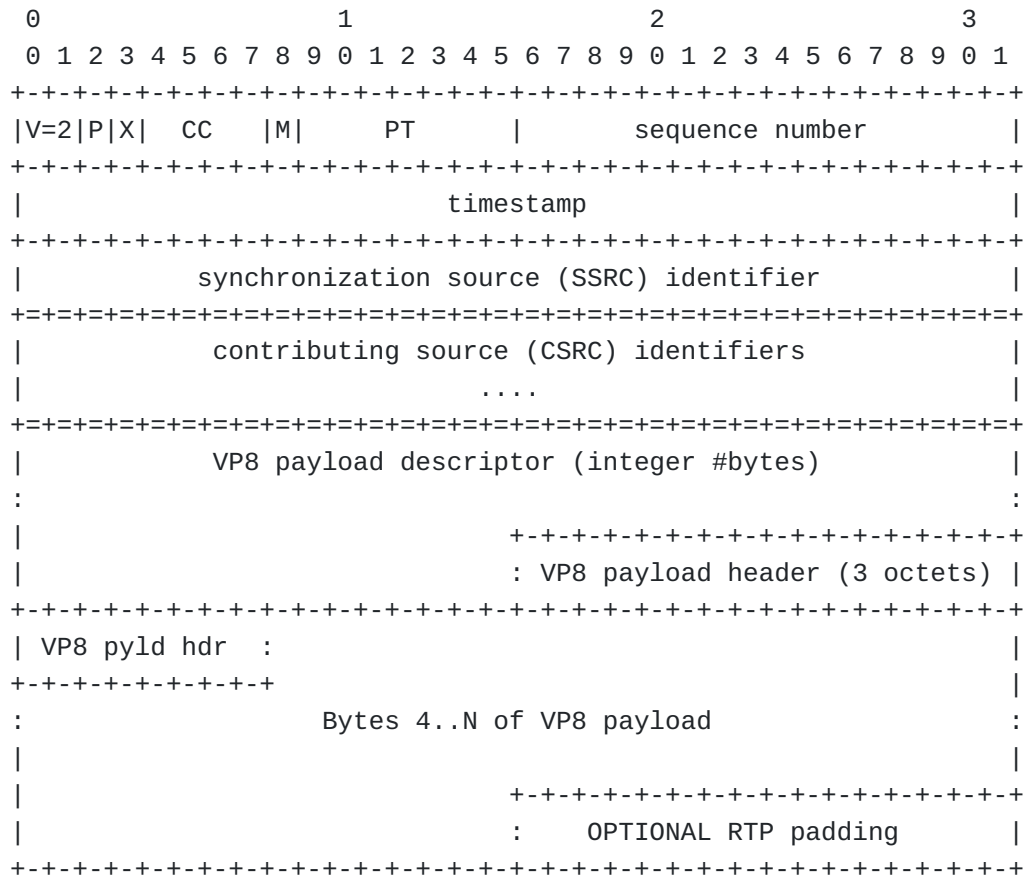 0                   1                   2                   3
 0 1 2 3 4 5 6 7 8 9 0 1 2 3 4 5 6 7 8 9 0 1 2 3 4 5 6 7 8 9 0 1
+-+-+-+-+-+-+-+-+-+-+-+-+-+-+-+-+-+-+-+-+-+-+-+-+-+-+-+-+-+-+-+-+
|V=2|P|X|  CC   |M|     PT      |       sequence number         |
+-+-+-+-+-+-+-+-+-+-+-+-+-+-+-+-+-+-+-+-+-+-+-+-+-+-+-+-+-+-+-+-+
|                           timestamp                           |
+-+-+-+-+-+-+-+-+-+-+-+-+-+-+-+-+-+-+-+-+-+-+-+-+-+-+-+-+-+-+-+-+
|           synchronization source (SSRC) identifier            |
+=+=+=+=+=+=+=+=+=+=+=+=+=+=+=+=+=+=+=+=+=+=+=+=+=+=+=+=+=+=+=+=+
|            contributing source (CSRC) identifiers             |
|                             ....                              |
+=+=+=+=+=+=+=+=+=+=+=+=+=+=+=+=+=+=+=+=+=+=+=+=+=+=+=+=+=+=+=+=+
|            VP8 payload descriptor (integer #bytes)            |
:                                                               :
|                               +-+-+-+-+-+-+-+-+-+-+-+-+-+-+-+-+
|                               : VP8 payload header (3 octets) |
+-+-+-+-+-+-+-+-+-+-+-+-+-+-+-+-+-+-+-+-+-+-+-+-+-+-+-+-+-+-+-+-+
| VP8 pyld hdr  :                                               |
+-+-+-+-+-+-+-+-+                                               |
:                   Bytes 4..N of VP8 payload                   :
|                                                               |
|                               +-+-+-+-+-+-+-+-+-+-+-+-+-+-+-+-+
|                               :    OPTIONAL RTP padding       |
+-+-+-+-+-+-+-+-+-+-+-+-+-+-+-+-+-+-+-+-+-+-+-+-+-+-+-+-+-+-+-+-+